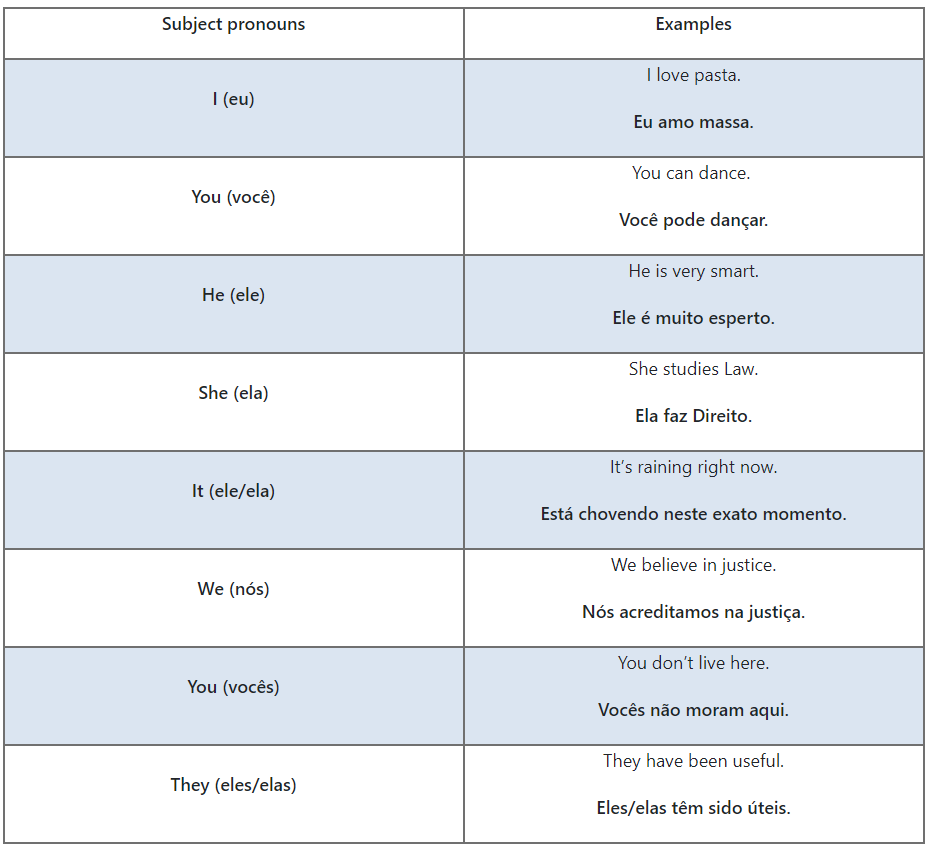 Subject pronouns
Examples
I (eu)
I love pasta.
Eu amo massa.
You (você)
You can dance.
Você pode dançar.
He (ele)
He is very smart.
Ele é muito esperto.
She (ela)
She studies Law.
Ela faz Direito.
It (ele/ela)
It’s raining right now.
Está chovendo neste exato momento.
We (nós)
We believe in justice.
Nós acreditamos na justiça.
You (vocês)
You don’t live here.
Vocês não moram aqui.
They (eles/elas)
They have been useful.
Eles/elas têm sido úteis.